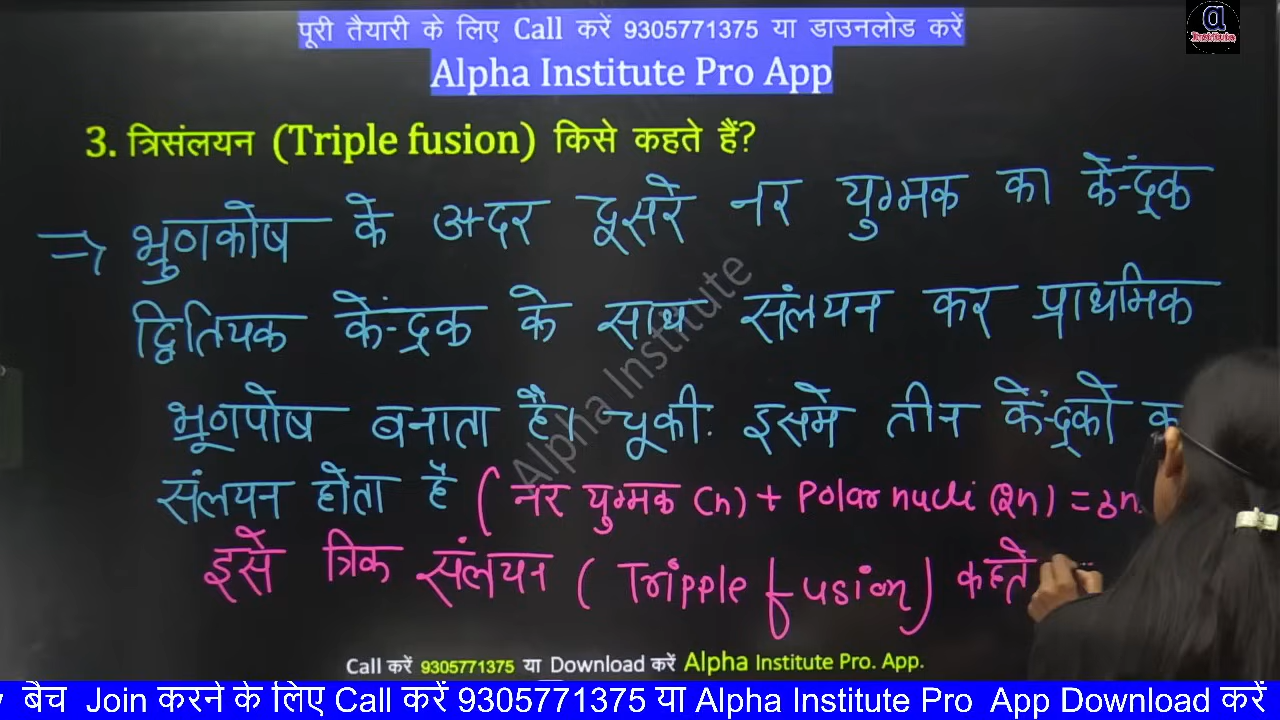 पूरी तैयारी के लिए Call करें 9305771375 या डाउनलोड करें
Alpha Institute Pro App
a
Institute
3. त्रिसंलयन (Triple fusion) किसे कहते हैं?
⇒ भ्रुणकोष के अन्दर दूसरे नर युग्मक का केंन्द्रक
द्वितियक केंन्द्रक के साथ संलयन कर प्राथमिक
भ्रूणपोष बनाता है। चूकी इसमे तीन केंन्द्रको
संलयन होता है ( नर युग्मक (n) + Polar nucli (2n) = 3n
इसे त्रिक संलयन ( Tripple fusion) कहते
Alpha Institute
Call करें 9305771375 या Download करें Alpha Institute Pro. App.
बैच Join करने के लिए Call करें 9305771375 या Alpha Institute Pro App Download करें